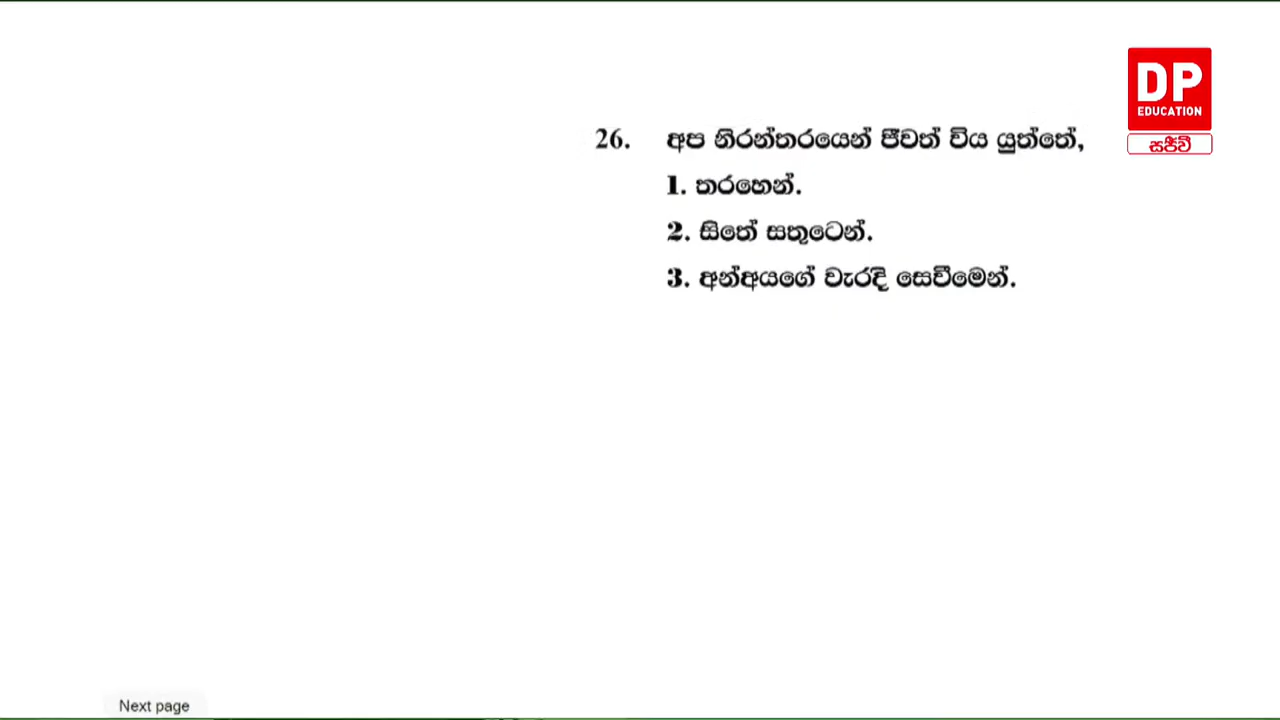 DP
EDUCATION
සජීවී
26. අප නිරන්තරයෙන් ජීවත් විය යුත්තේ,
1. තරහෙන්.
2. සිතේ සතුටෙන්.
3. අන්අයගේ වැරදි සෙවීමෙන්.
Next page